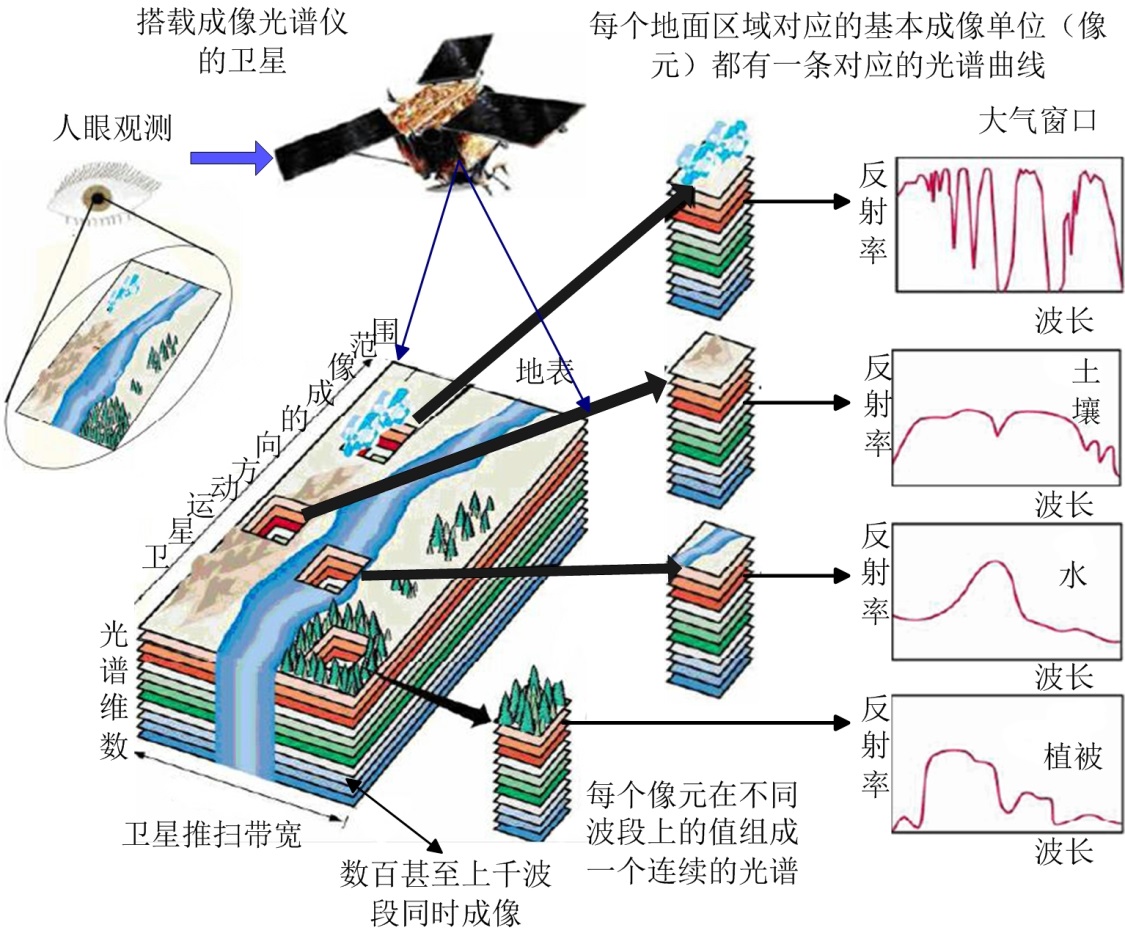 搭载成像光谱仪
的卫星
每个地面区域对应的基本成像单位（像
元）都有一条对应的光谱曲线
人眼观测
大气窗口
反射率
波长
卫星运动方向的成像范围
地表
反射率
土壤
波长
反射率
水
波长
光谱维数
反射率
植被
波长
卫星推扫带宽
每个像元在不同
波段上的值组成
一个连续的光谱
数百甚至上千波
段同时成像